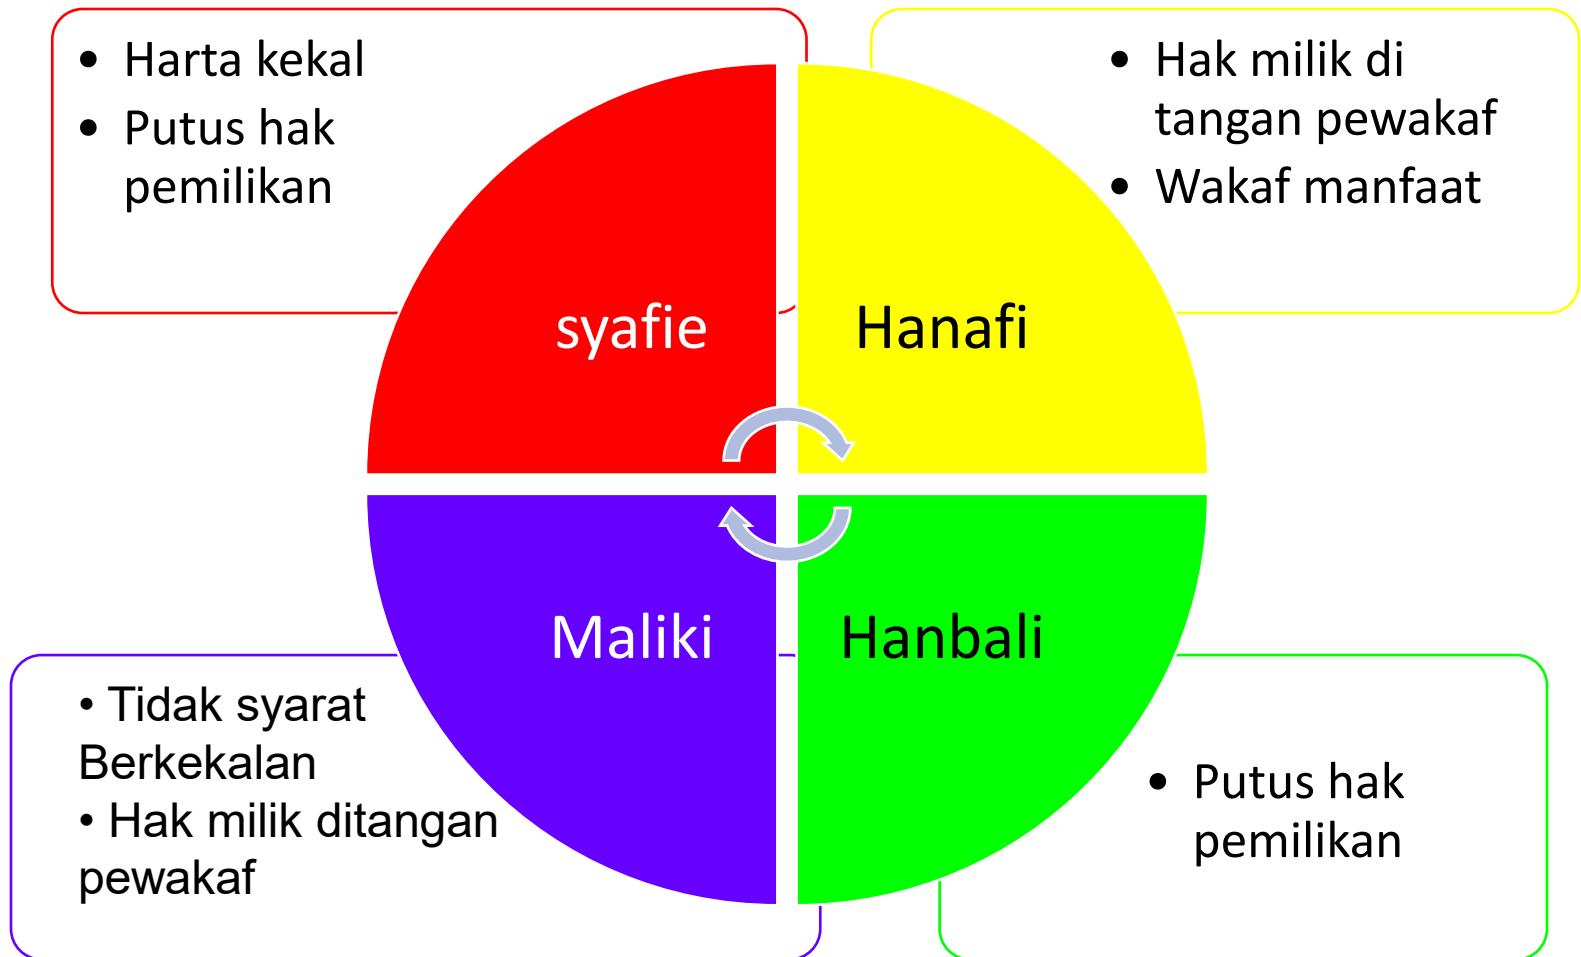 • Harta kekal
• Putus hak
pemilikan
• Hak milik di
tangan pewakaf
• Wakaf manfaat
syafie
Hanafi
Maliki
Hanbali
• Tidak syarat
Berkekalan
• Hak milik ditangan
pewakaf
• Putus hak
pemilikan